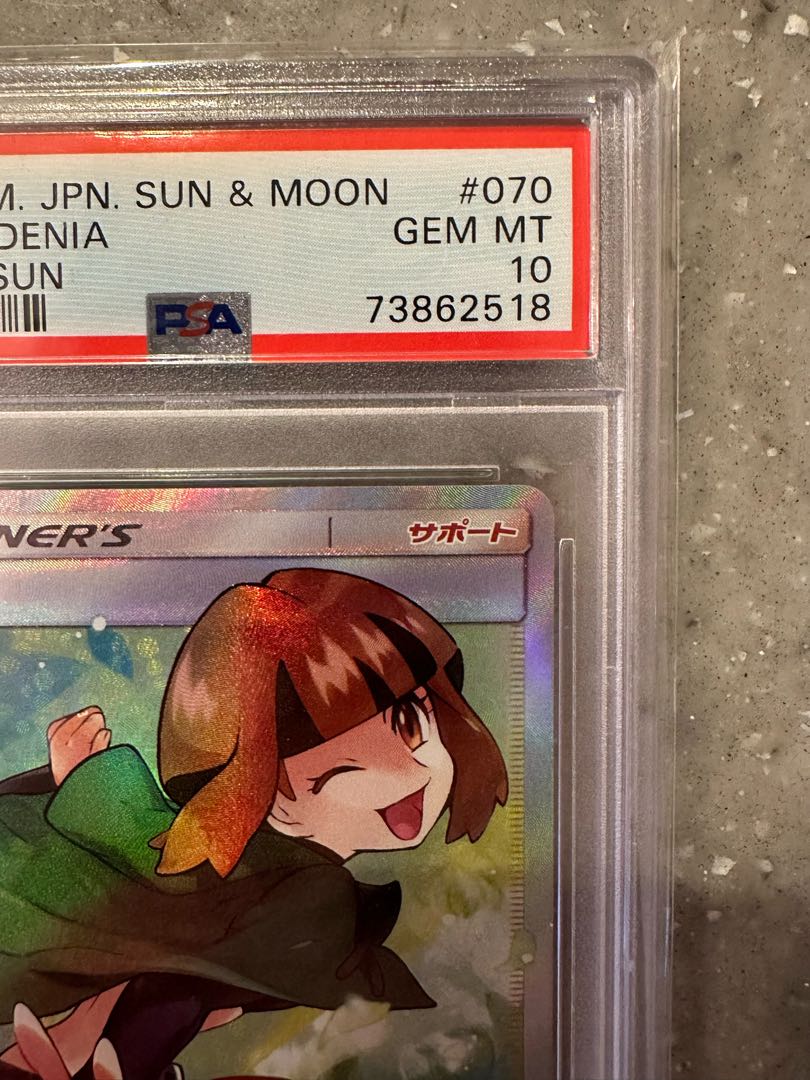 M. JPN. SUN & MOON #070
DENIA GEM MT
SUN 10
PSA 73862518
NER'S サポート